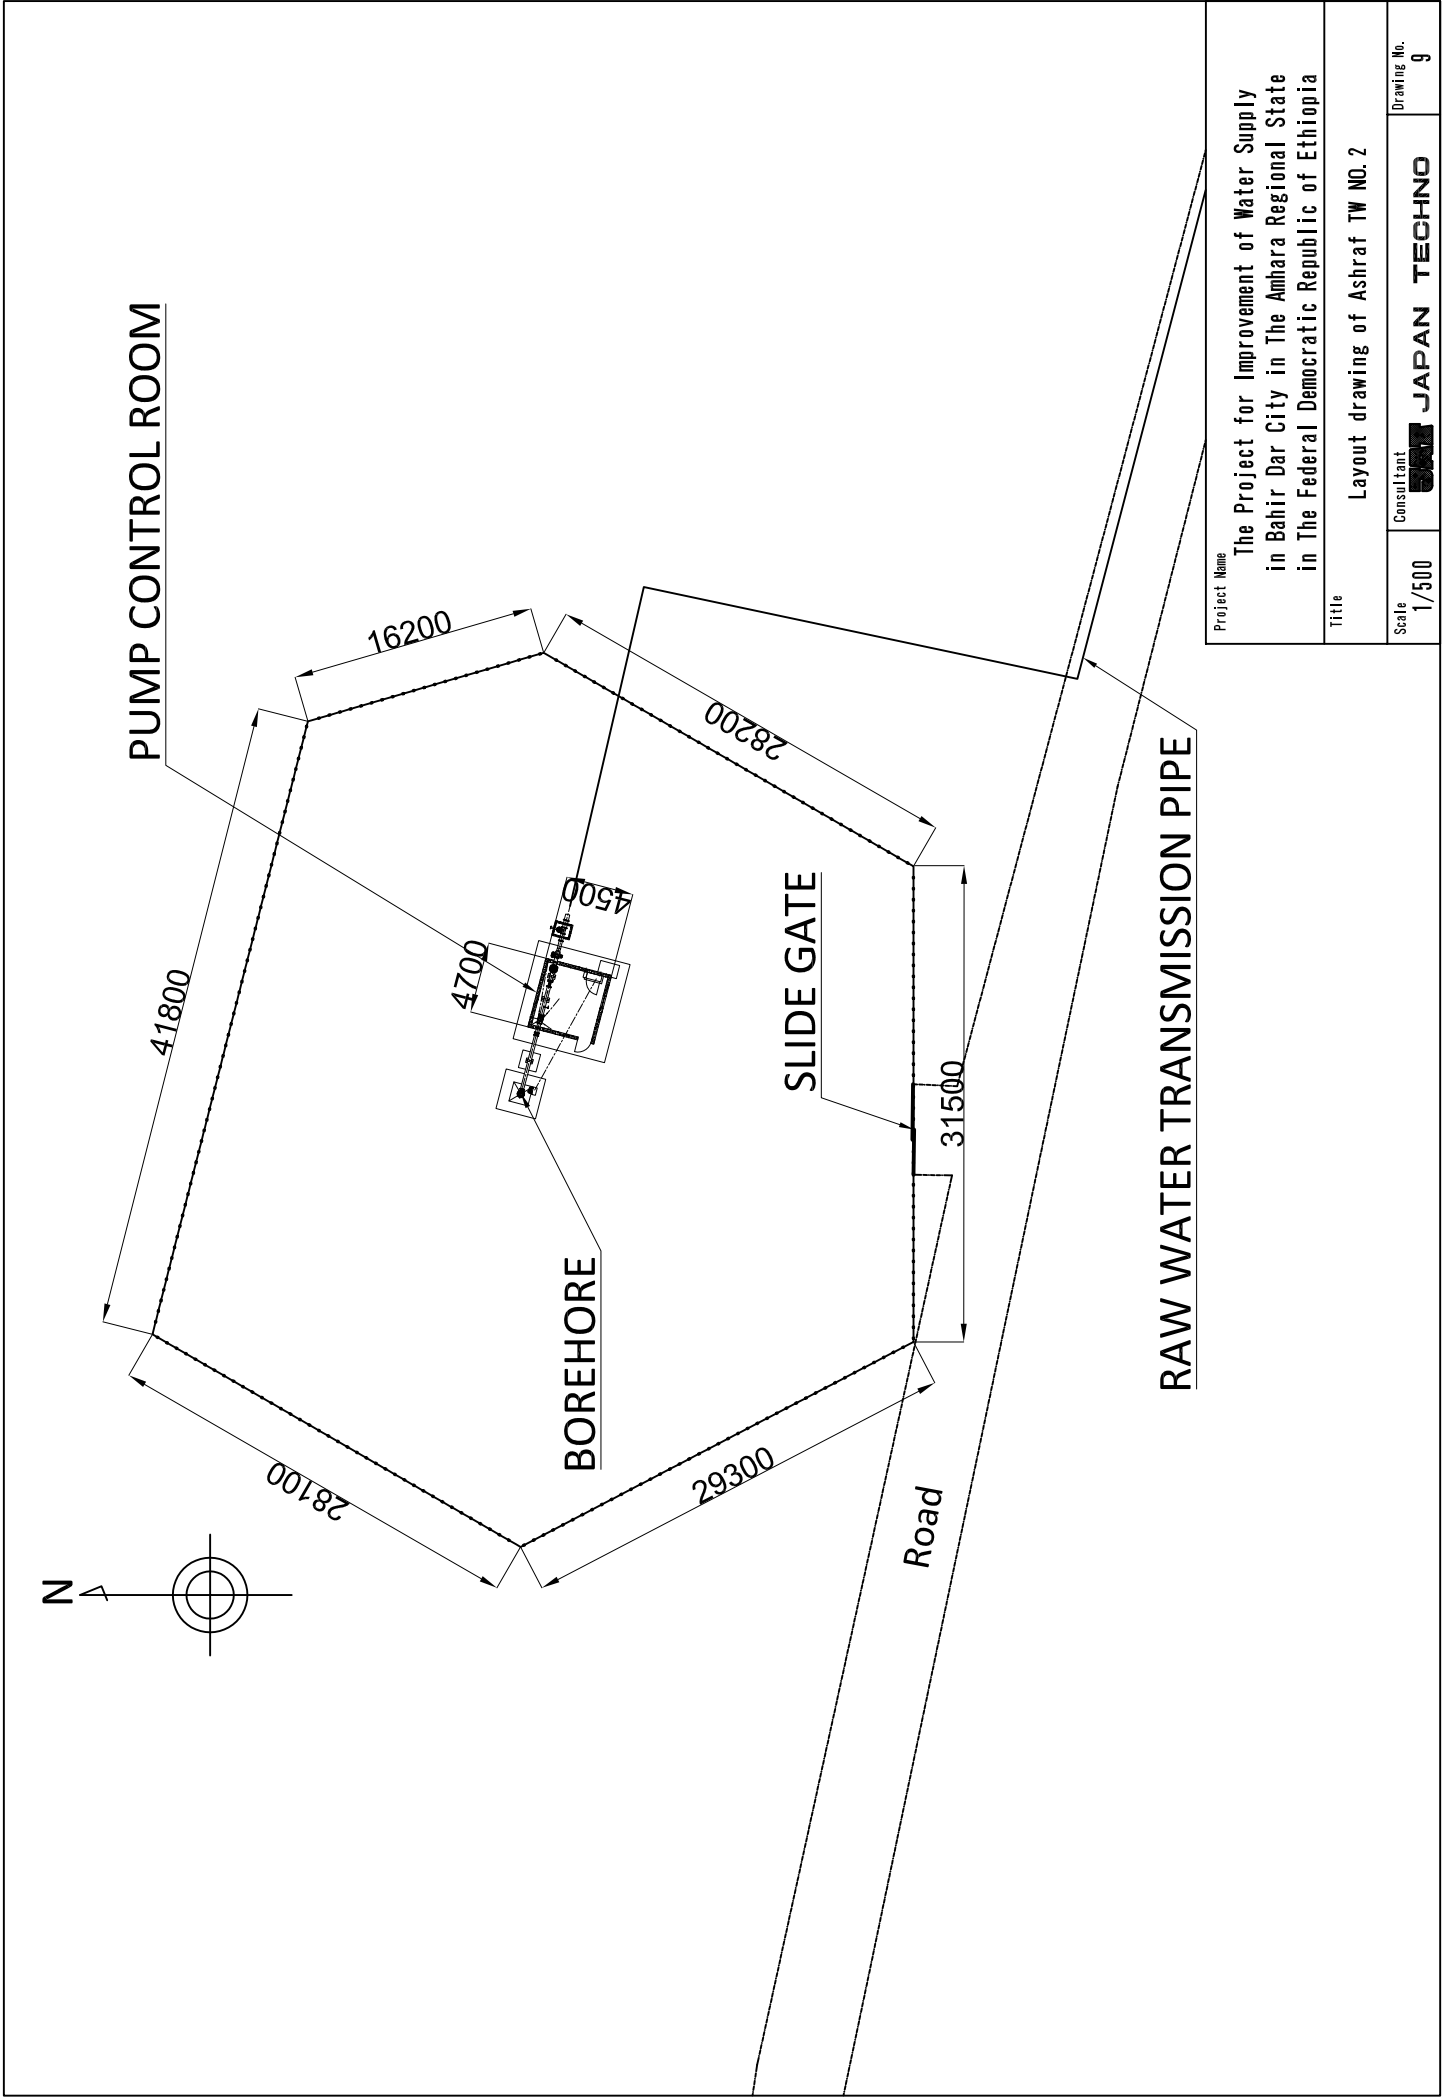 N
PUMP CONTROL ROOM
41800
16200
28100
4700
4500
28200
BOREHORE
SLIDE GATE
29300
31500
Road
RAW WATER TRANSMISSION PIPE
Project Name
The Project for Improvement of Water Supply
in Bahir Dar City in The Amhara Regional State
in The Federal Democratic Republic of Ethiopia
Title
Layout drawing of Ashraf TW NO.2
Scale
1/500
Consultant
JAPAN TECHNO
Drawing No.
9